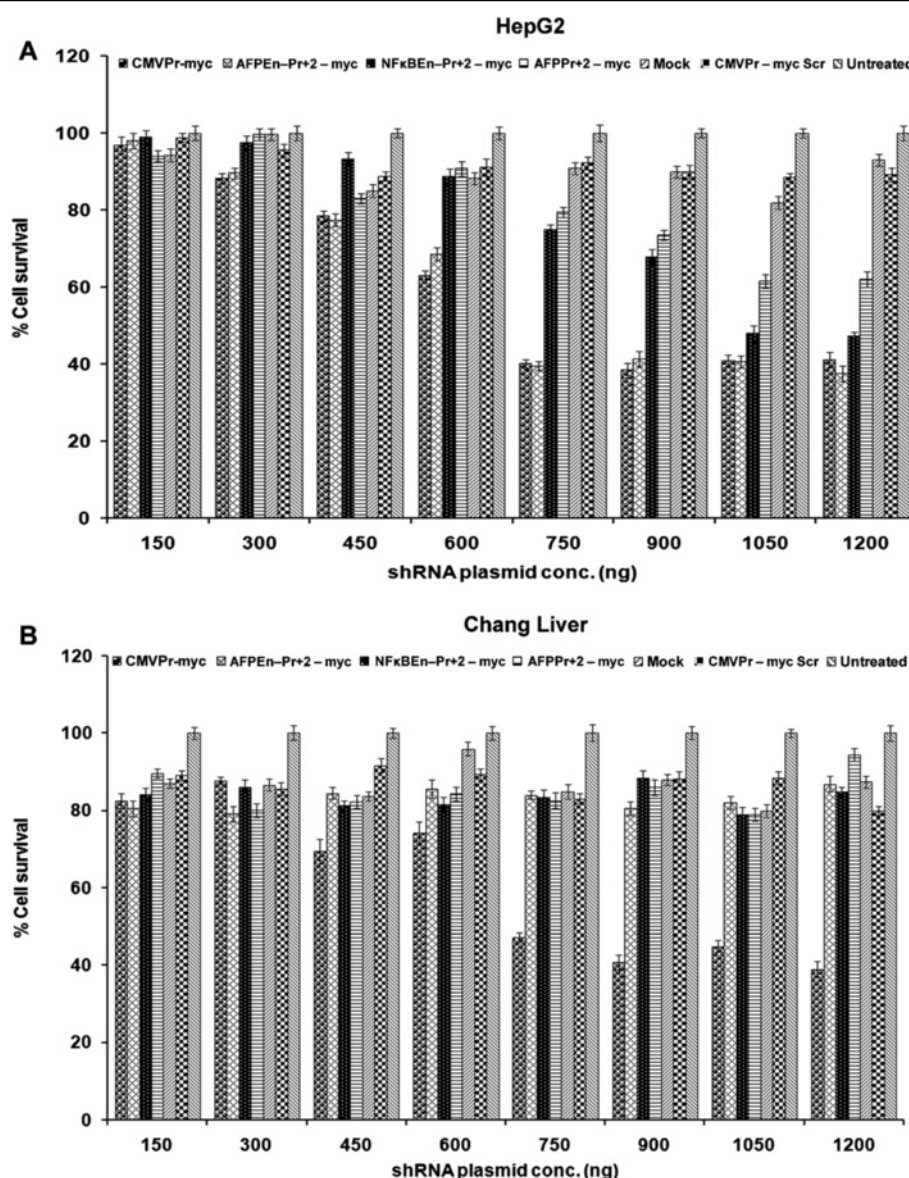 HepG2
A
120
CMVPr-myc AFPEn–Pr+2 – myc NFκBEn–Pr+2 – myc AFPPr+2 – myc Mock CMVPr – myc Scr Untreated
100
80
60
40
20
0
% Cell survival
150 300 450 600 750 900 1050 1200
shRNA plasmid conc. (ng)
B
Chang Liver
120
CMVPr-myc AFPEn–Pr+2 – myc NFκBEn–Pr+2 – myc AFPPr+2 – myc Mock CMVPr – myc Scr Untreated
100
80
60
40
20
0
% Cell survival
150 300 450 600 750 900 1050 1200
shRNA plasmid conc. (ng)